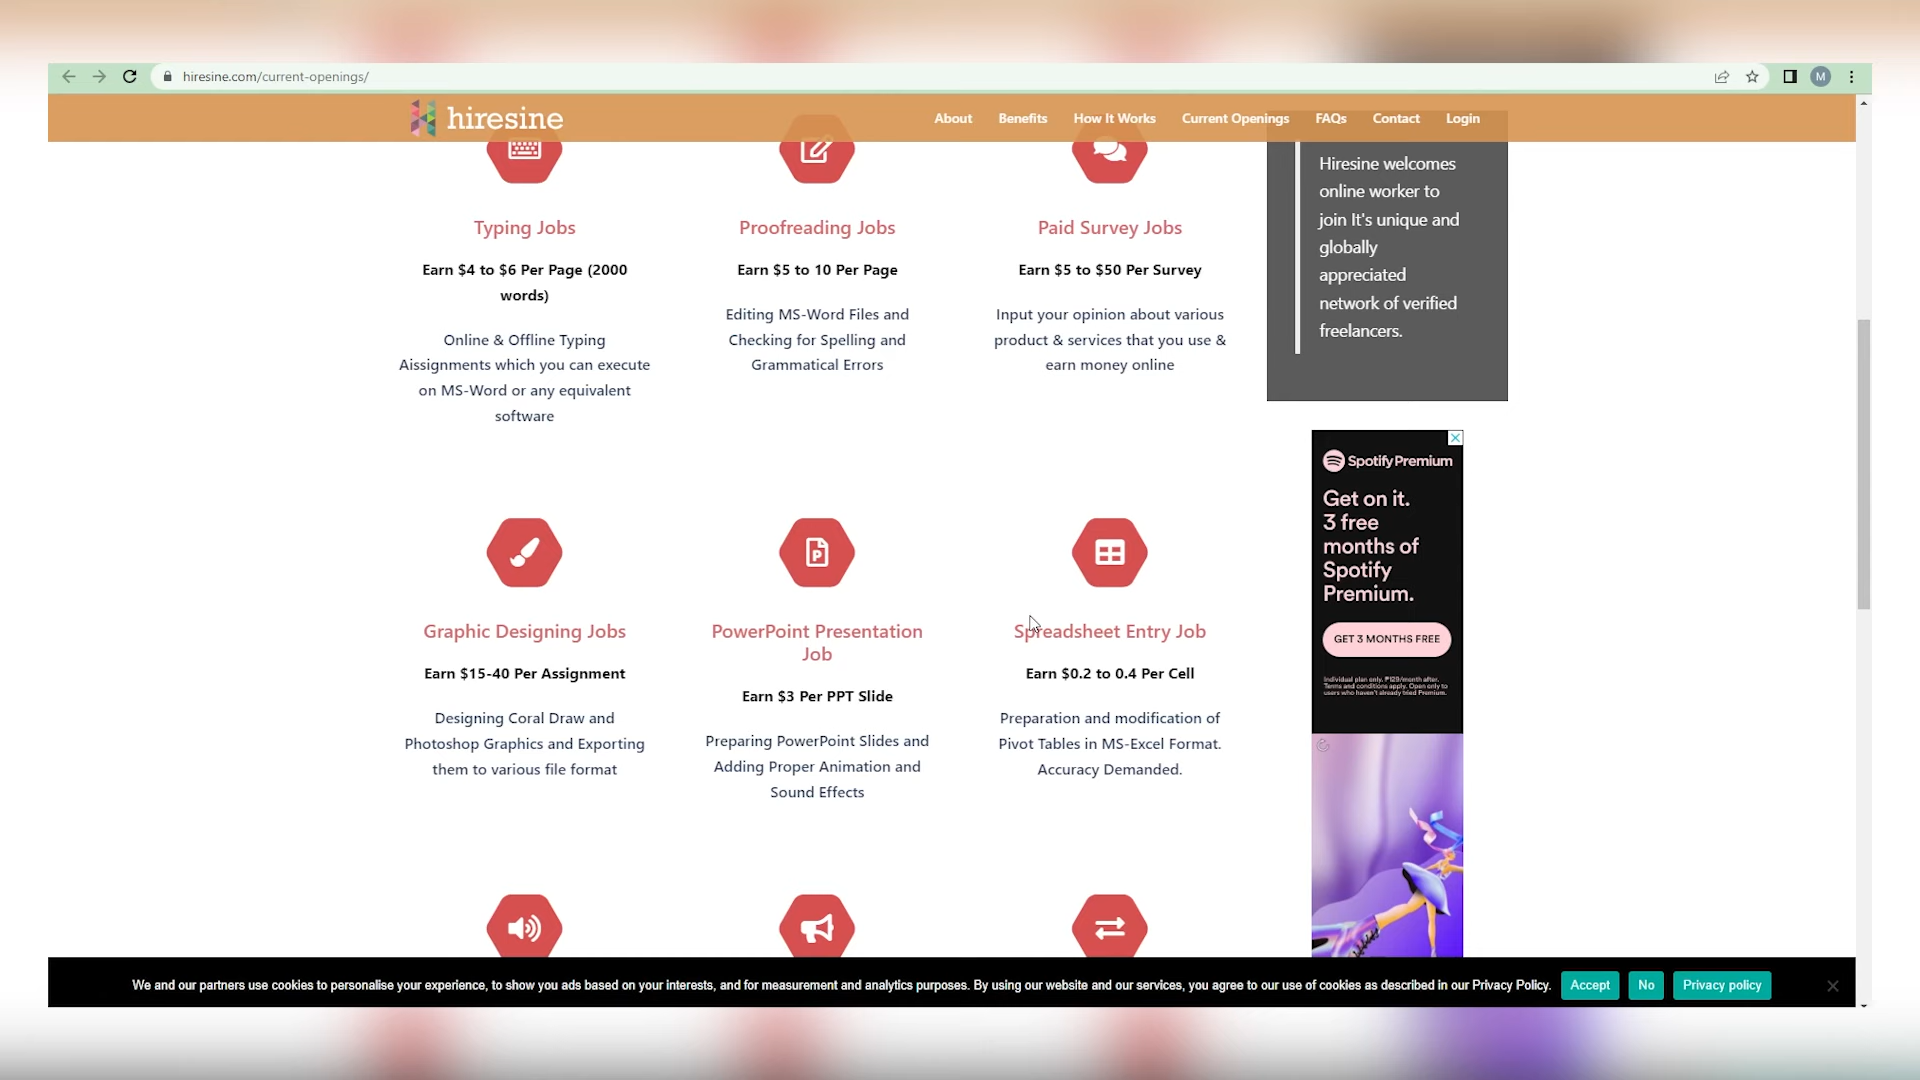 hiresine.com/current-openings/
M
hiresine
About
Benefits
How It Works
Current Openings
FAQs
Contact
Login
Typing Jobs
Earn $4 to $6 Per Page (2000
words)
Online & Offline Typing
Aissignments which you can execute
on MS-Word or any equivalent
software
Proofreading Jobs
Earn $5 to 10 Per Page
Editing MS-Word Files and
Checking for Spelling and
Grammatical Errors
Paid Survey Jobs
Earn $5 to $50 Per Survey
Input your opinion about various
product & services that you use &
earn money online
Hiresine welcomes
online worker to
join It's unique and
globally
appreciated
network of verified
freelancers.
Graphic Designing Jobs
Earn $15-40 Per Assignment
Designing Coral Draw and
Photoshop Graphics and Exporting
them to various file format
P
PowerPoint Presentation
Job
Earn $3 Per PPT Slide
Preparing PowerPoint Slides and
Adding Proper Animation and
Sound Effects
Spreadsheet Entry Job
Earn $0.2 to 0.4 Per Cell
Preparation and modification of
Pivot Tables in MS-Excel Format.
Accuracy Demanded.
Spotify Premium
Get on it.
3 free
months of
Spotify
Premium.
GET 3 MONTHS FREE
Individual plan only. ₱129/month after.
Terms and conditions apply. Open only to
users who haven't already tried Premium.
We and our partners use cookies to personalise your experience, to show you ads based on your interests, and for measurement and analytics purposes. By using our website and our services, you agree to our use of cookies as described in our Privacy Policy.
Accept
No
Privacy policy